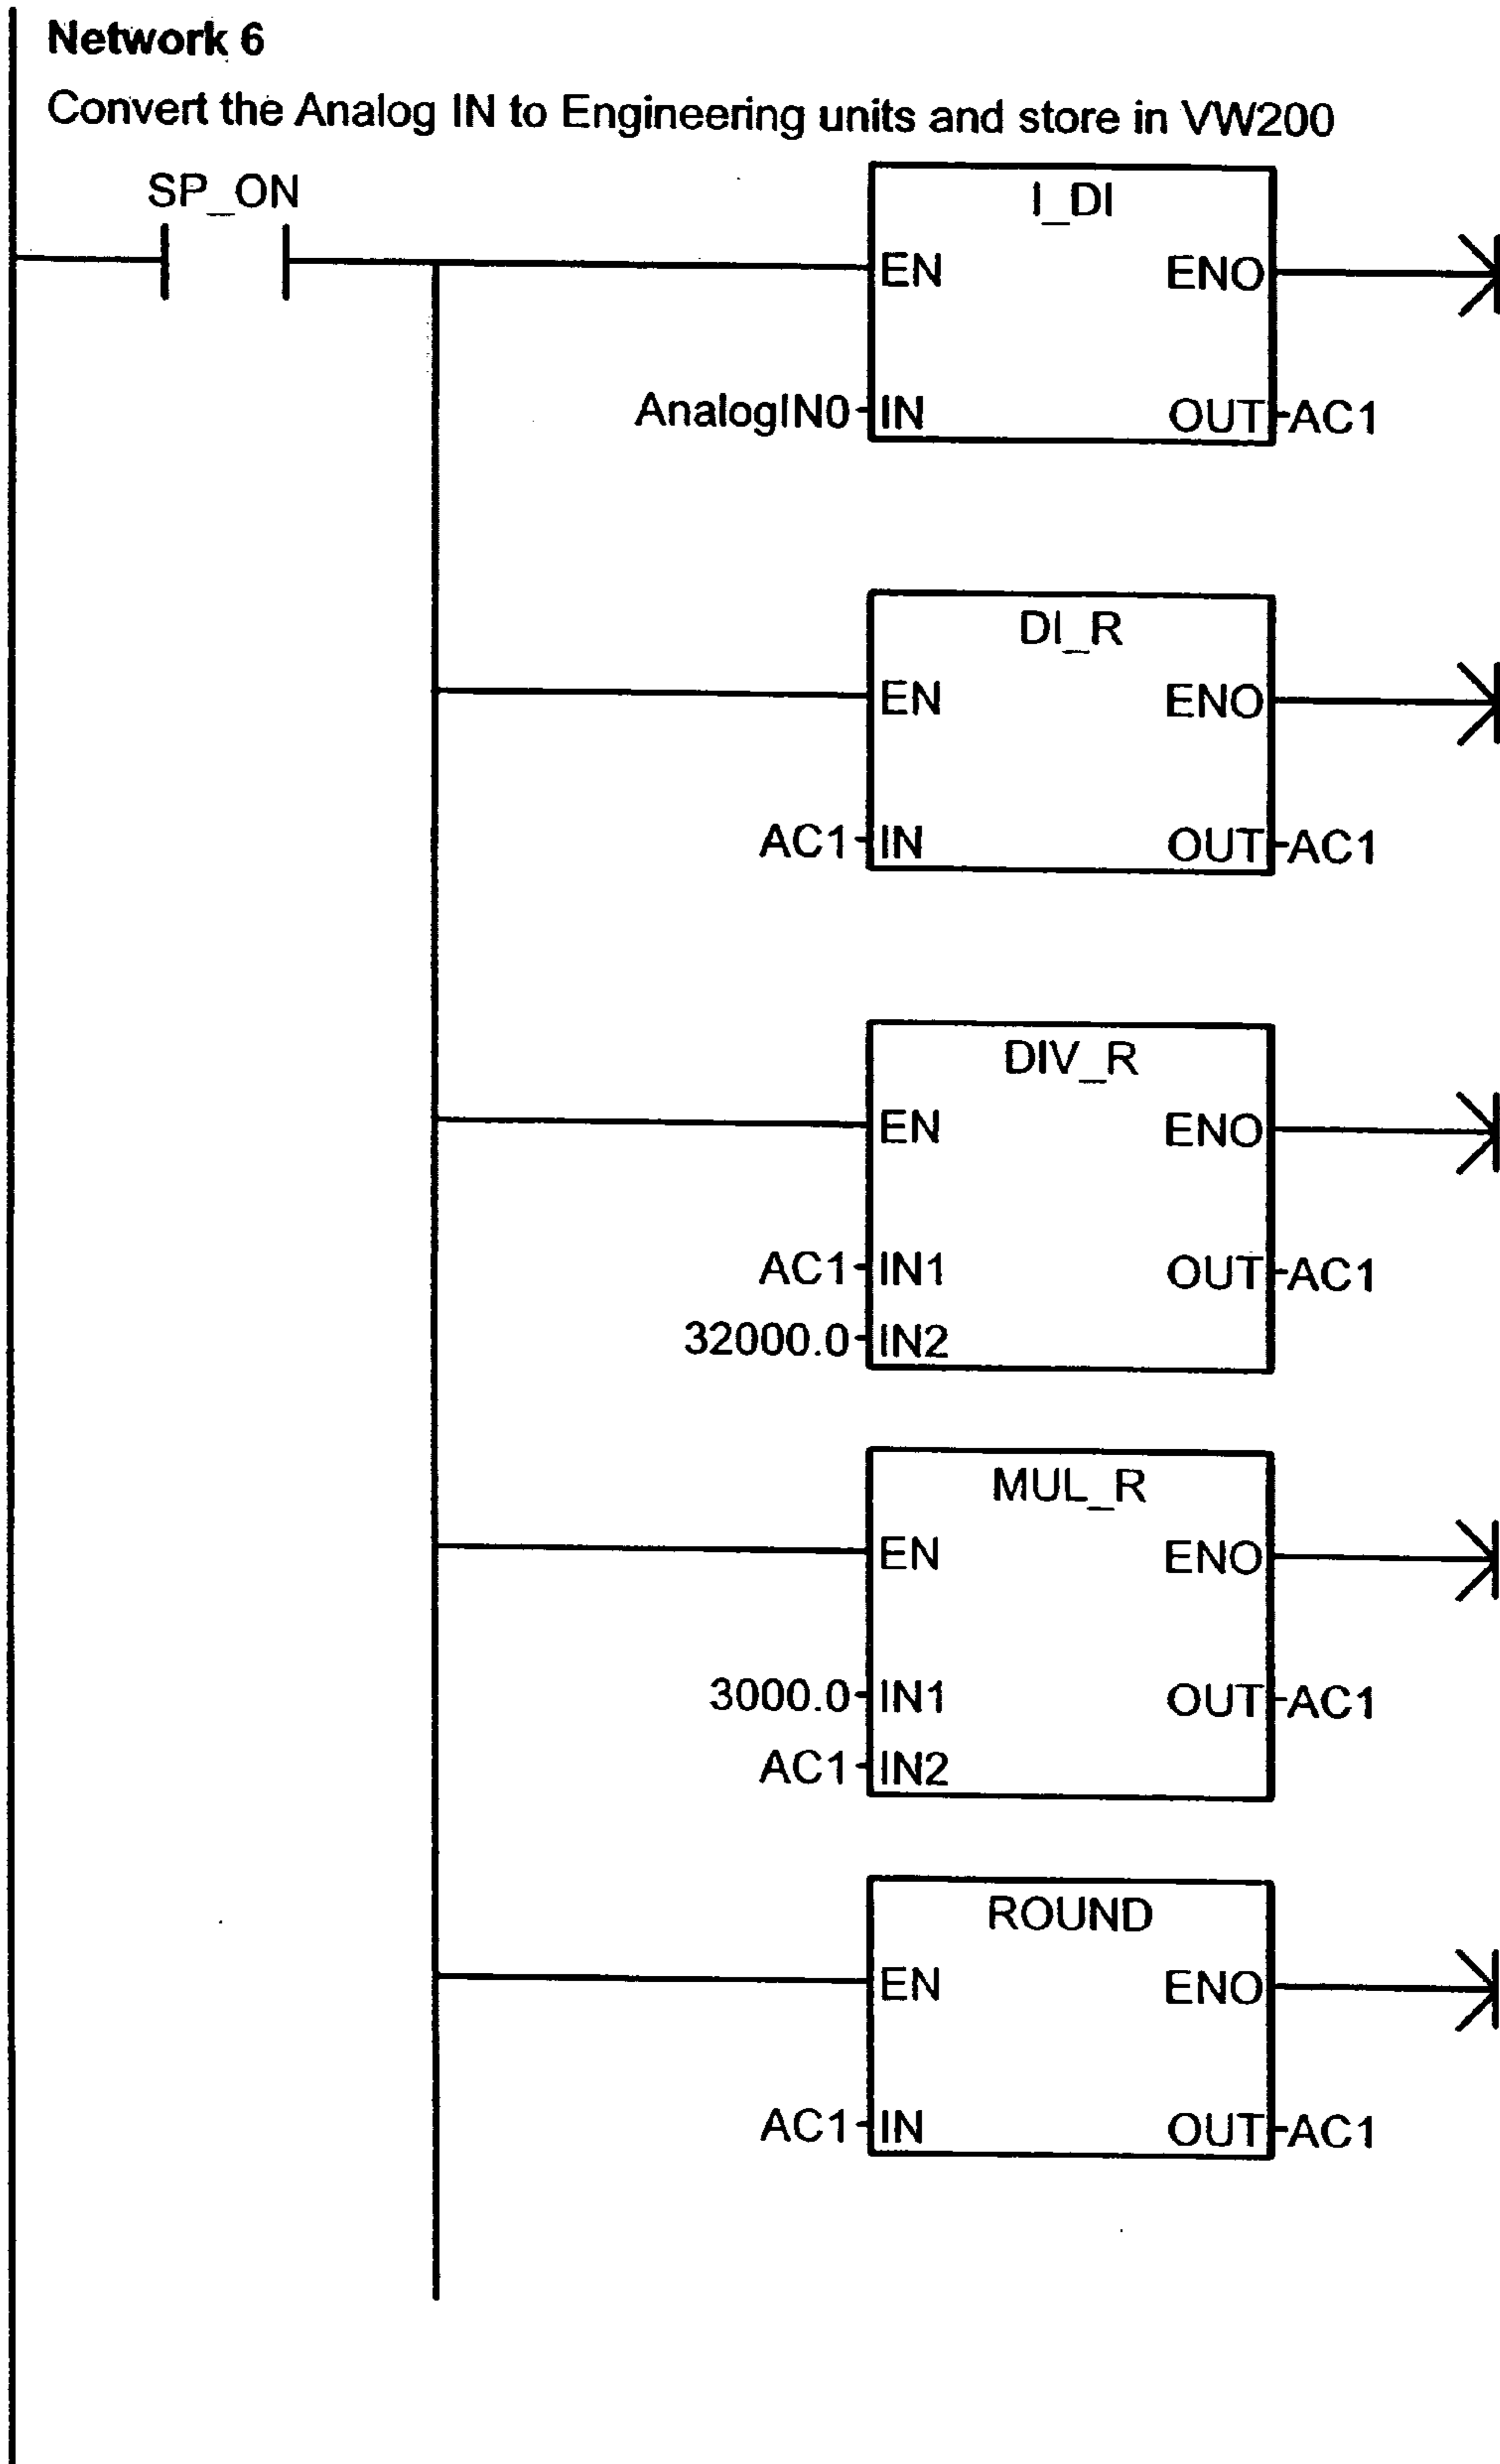 Network 6
Convert the Analog IN to Engineering units and store in VW200
SP_ON
I_DI
EN ENO
AnalogIN0 IN OUT AC1
DI_R
EN ENO
AC1 IN OUT AC1
DIV_R
EN ENO
AC1 IN1 OUT AC1
32000.0 IN2
MUL_R
EN ENO
3000.0 IN1 OUT AC1
AC1 IN2
ROUND
EN ENO
AC1 IN OUT AC1